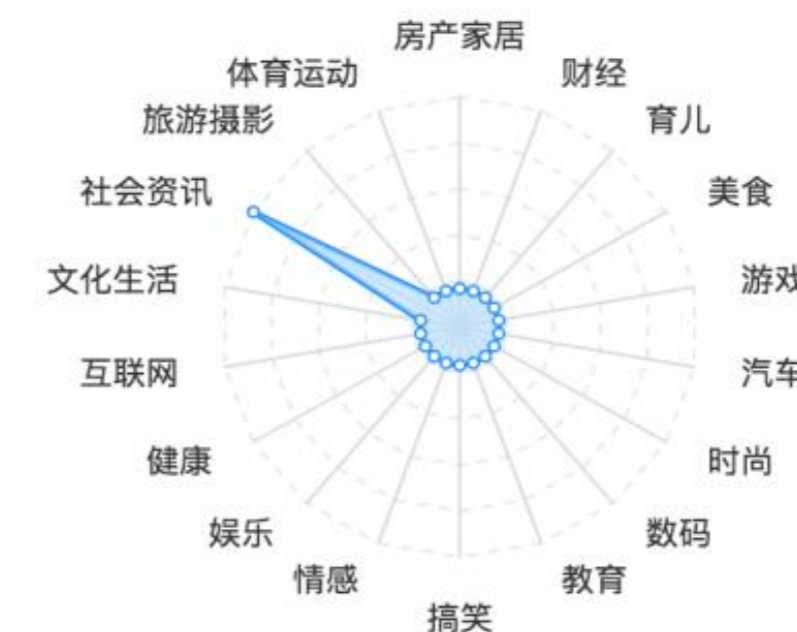 房产家居
体育运动
财经
旅游摄影
育儿
社会资讯
美食
文化生活
游戏
互联网
汽车
健康
时尚
娱乐
数码
情感
教育
搞笑